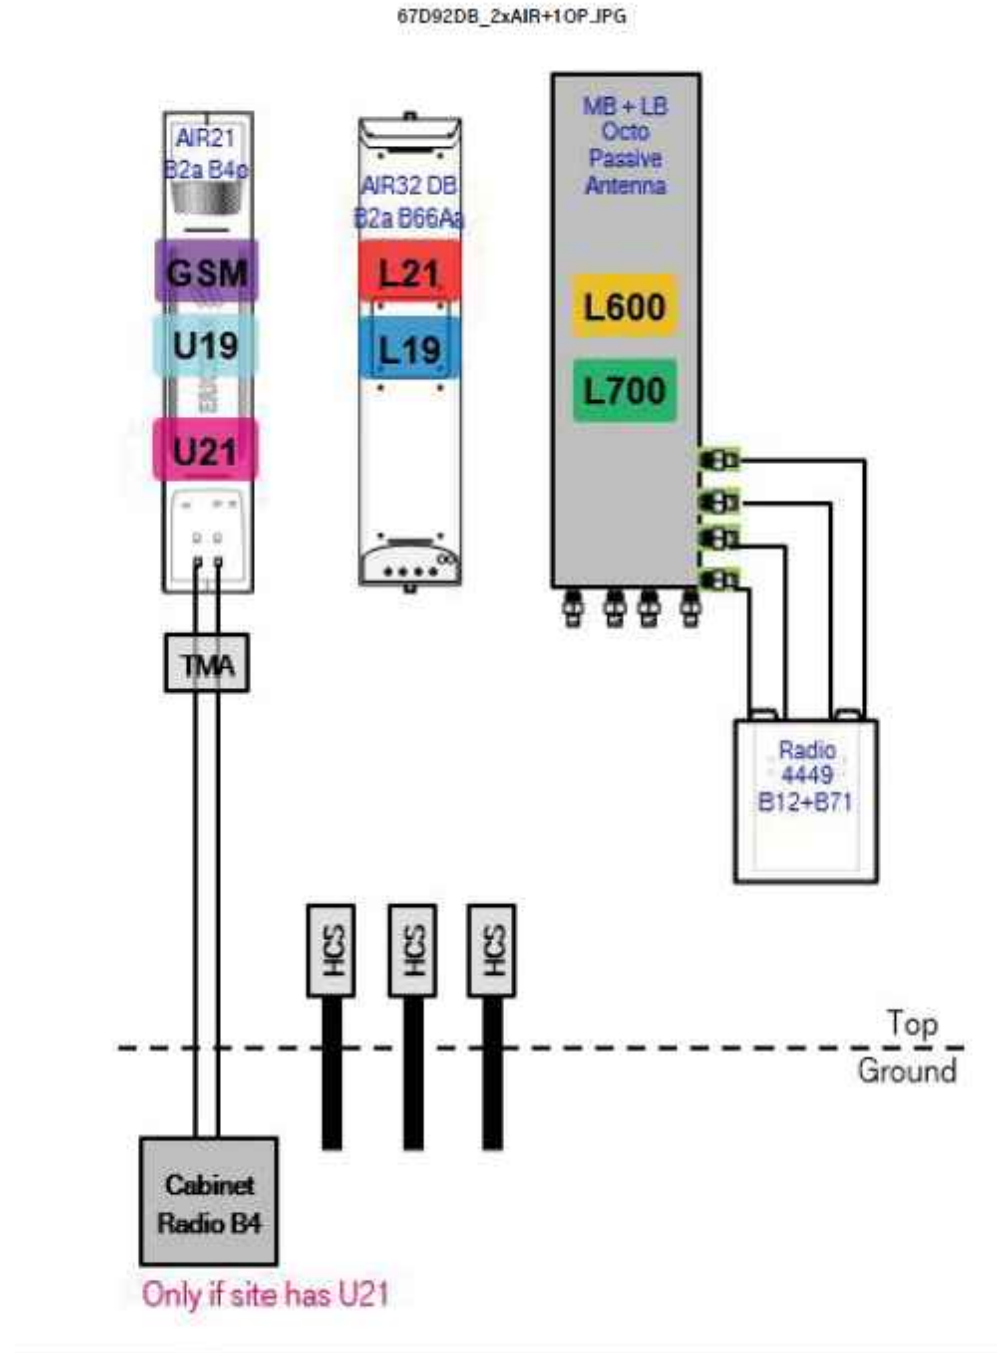 67D92DB_2xAIR+1OP.JPG
AIR21
B2a B4p
GSM
U19
U21
TMA
AIR32 DB
B2a B66Aa
L21
L19
MB + LB
Octo
Passive
Antenna
L600
L700
Radio
4449
B12+B71
HCS
HCS
HCS
Top
Ground
Cabinet
Radio B4
Only if site has U21